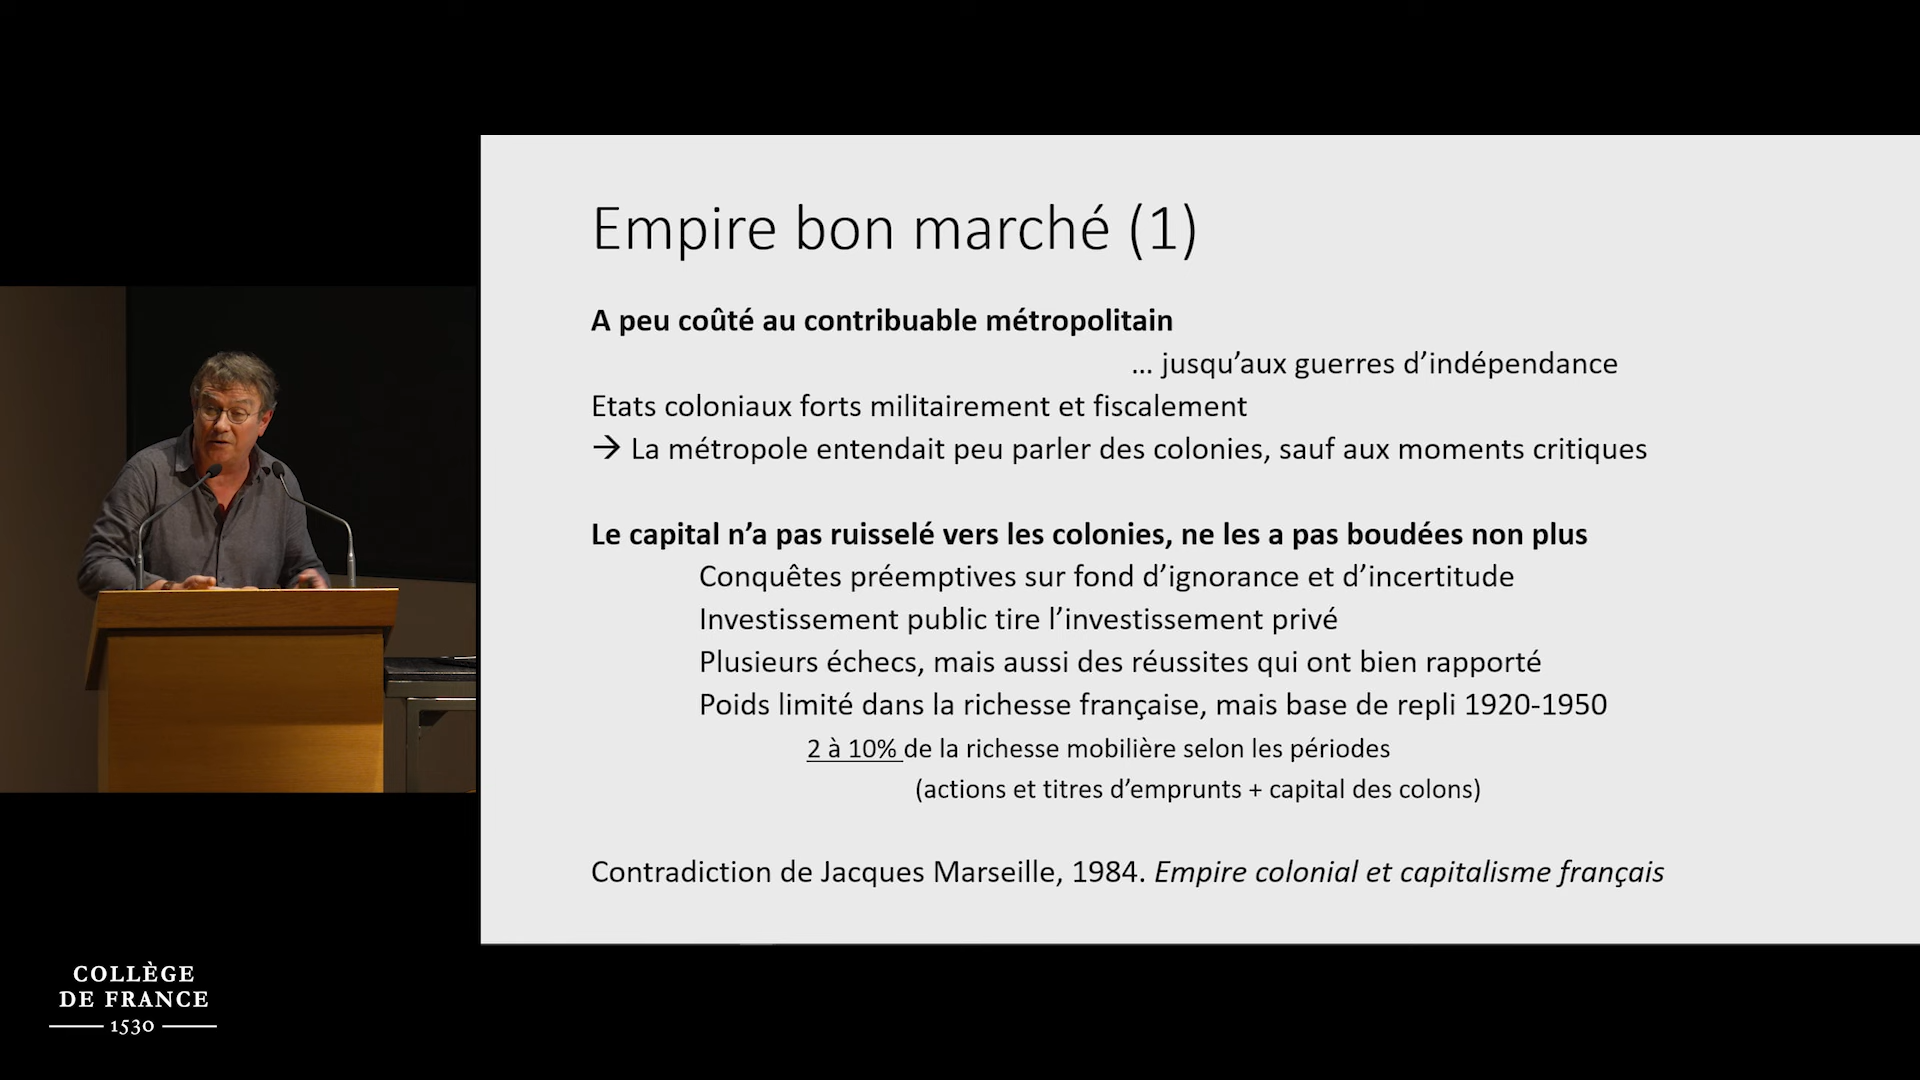 Empire bon marché (1)
A peu coûté au contribuable métropolitain
… jusqu’aux guerres d’indépendance
Etats coloniaux forts militairement et fiscalement
→ La métropole entendait peu parler des colonies, sauf aux moments critiques
Le capital n’a pas ruisselé vers les colonies, ne les a pas boudées non plus
Conquêtes préemptives sur fond d’ignorance et d’incertitude
Investissement public tire l’investissement privé
Plusieurs échecs, mais aussi des réussites qui ont bien rapporté
Poids limité dans la richesse française, mais base de repli 1920-1950
2 à 10% de la richesse mobilière selon les périodes
(actions et titres d’emprunts + capital des colons)
Contradiction de Jacques Marseille, 1984. Empire colonial et capitalisme français
COLLÈGE
DE FRANCE
1530